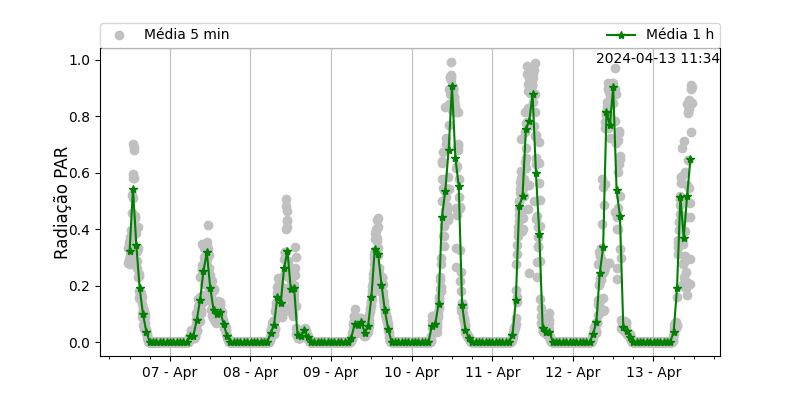 Média 5 min
Média 1 h
2024-04-13 11:34
Radiação PAR
1.0
0.8
0.6
0.4
0.2
0.0
07 - Apr
08 - Apr
09 - Apr
10 - Apr
11 - Apr
12 - Apr
13 - Apr